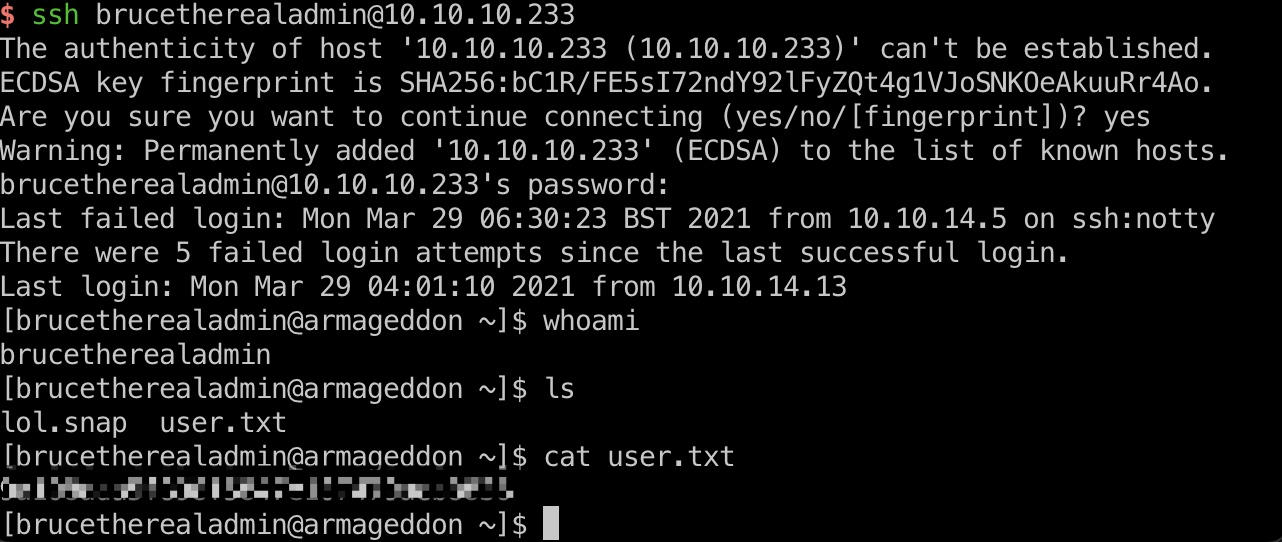 $ ssh brucetherealadmin@10.10.10.233
The authenticity of host '10.10.10.233 (10.10.10.233)' can't be established.
ECDSA key fingerprint is SHA256:bC1R/FE5sI72ndY92lFyZQt4g1VJoSNKOeAkuuRr4Ao.
Are you sure you want to continue connecting (yes/no/[fingerprint])? yes
Warning: Permanently added '10.10.10.233' (ECDSA) to the list of known hosts.
brucetherealadmin@10.10.10.233's password:
Last failed login: Mon Mar 29 06:30:23 BST 2021 from 10.10.14.5 on ssh:notty
There were 5 failed login attempts since the last successful login.
Last login: Mon Mar 29 04:01:10 2021 from 10.10.14.13
[brucetherealadmin@armageddon ~]$ whoami
brucetherealadmin
[brucetherealadmin@armageddon ~]$ ls
lol.snap  user.txt
[brucetherealadmin@armageddon ~]$ cat user.txt
[brucetherealadmin@armageddon ~]$